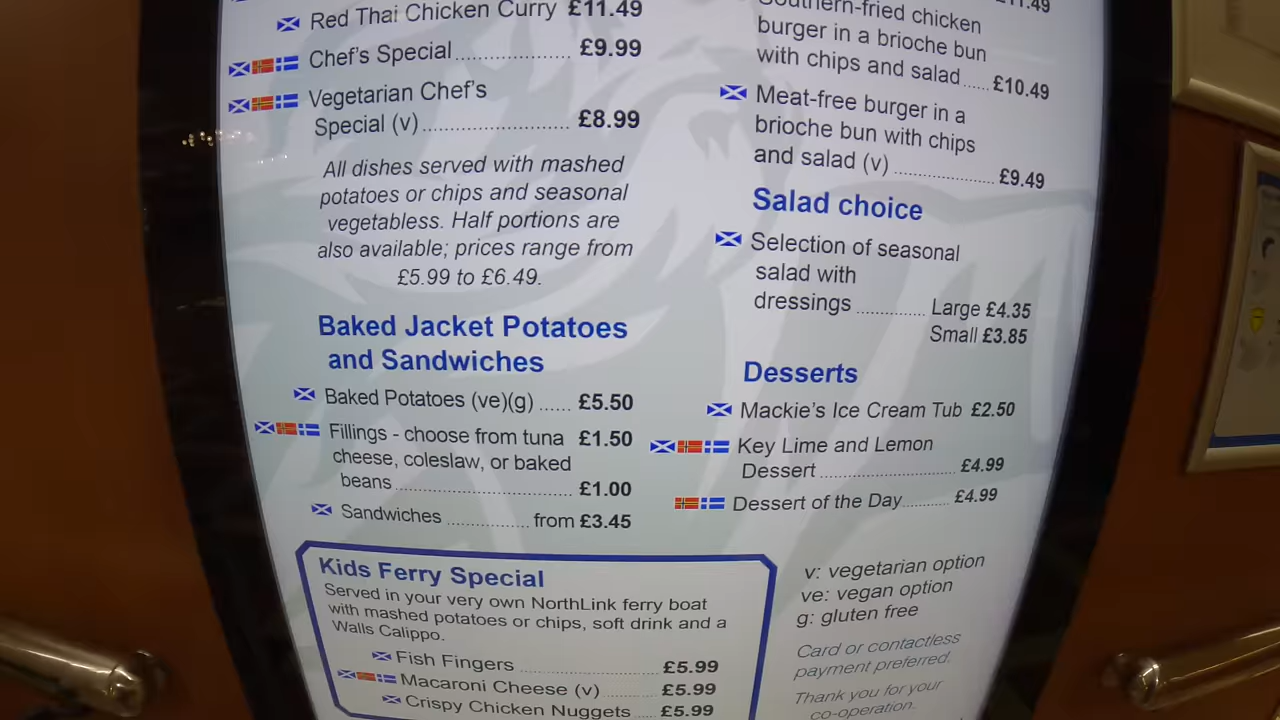 Red Thai Chicken Curry £11.49
Chef's Special ................... £9.99
Vegetarian Chef's
Special (v) ......................... £8.99
All dishes served with mashed
potatoes or chips and seasonal
vegetabless. Half portions are
also available; prices range from
£5.99 to £6.49.
Baked Jacket Potatoes
and Sandwiches
Baked Potatoes (ve)(g) ...... £5.50
Fillings - choose from tuna £1.50
cheese, coleslaw, or baked
beans .............................. £1.00
Sandwiches .............. from £3.45
Kids Ferry Special
Served in your very own NorthLink ferry boat
with mashed potatoes or chips, soft drink and a
Walls Calippo.
Fish Fingers ........................ £5.99
Macaroni Cheese (v) ............ £5.99
Crispy Chicken Nuggets ..... £5.99
£11.49
Southern-fried chicken
burger in a brioche bun
with chips and salad ...... £10.49
Meat-free burger in a
brioche bun with chips
and salad (v) .................... £9.49
Salad choice
Selection of seasonal
salad with
dressings .............. Large £4.35
Small £3.85
Desserts
Mackie's Ice Cream Tub £2.50
Key Lime and Lemon
Dessert ........................... £4.99
Dessert of the Day .......... £4.99
v: vegetarian option
ve: vegan option
g: gluten free
Card or contactless
payment preferred.
Thank you for your
co-operation.